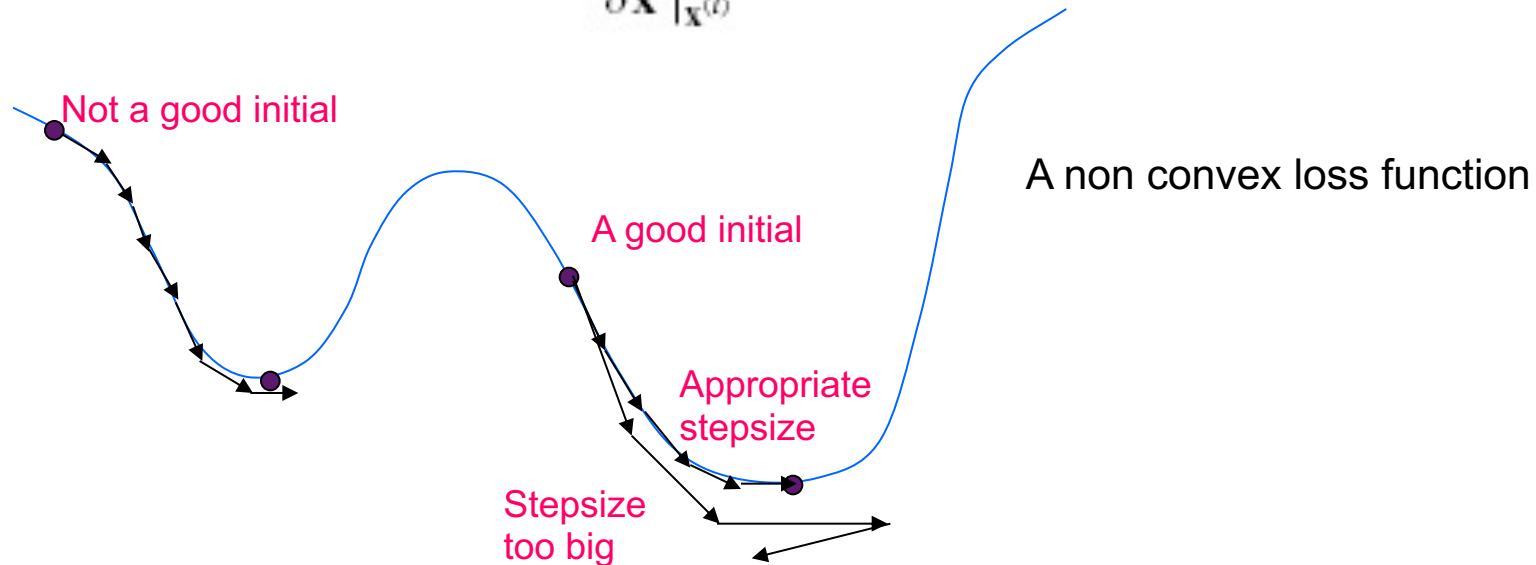 ∂X |X(t)
Not a good initial
A non convex loss function
A good initial
Appropriate
stepsize
Stepsize
too big